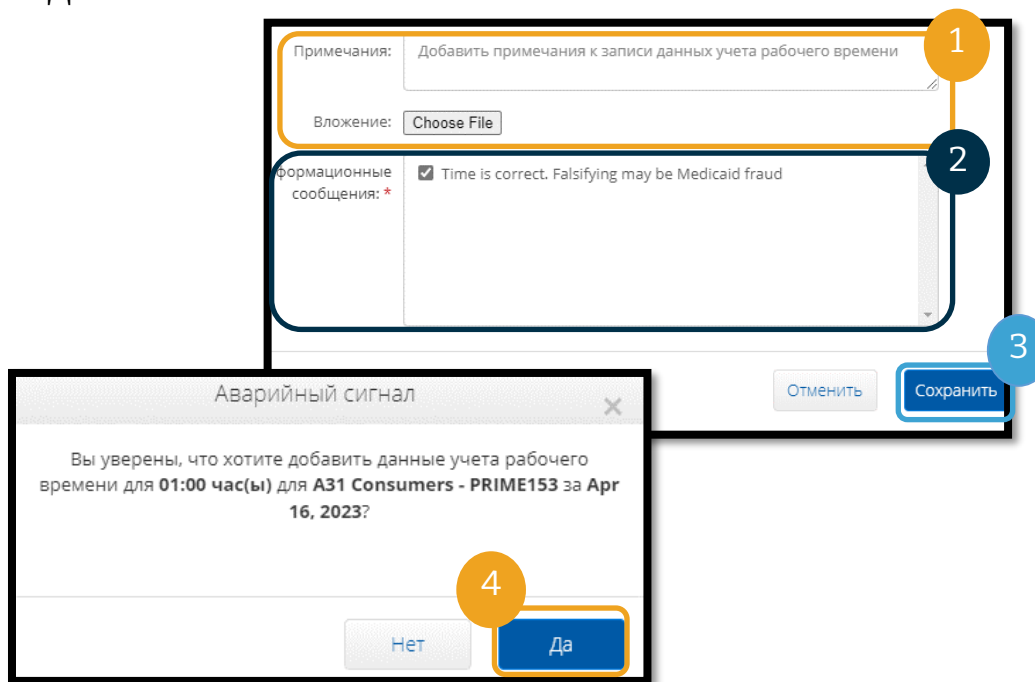 1
Примечания:
Добавить примечания к записи данных учета рабочего времени
Вложение:
Choose File
2
формационные
сообщения: *
Time is correct. Falsifying may be Medicaid fraud
3
Отменить
Сохранить
Аварийный сигнал
Вы уверены, что хотите добавить данные учета рабочего
времени для 01:00 час(ы) для A31 Consumers - PRIME153 за Apr
16, 2023?
4
Нет
Да